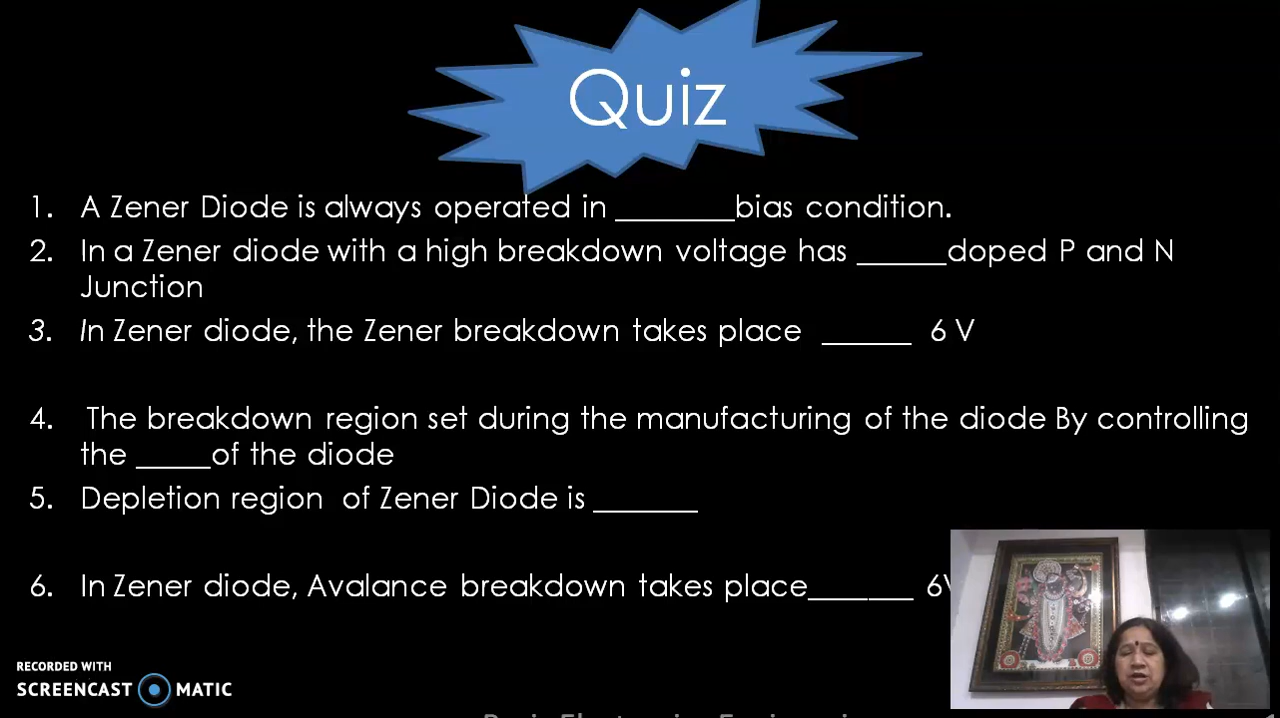 Quiz
1. A Zener Diode is always operated in ________bias condition.
2. In a Zener diode with a high breakdown voltage has ______doped P and N
Junction
3. In Zener diode, the Zener breakdown takes place ______ 6 V
4. The breakdown region set during the manufacturing of the diode By controlling
the _____of the diode
5. Depletion region of Zener Diode is _______
6. In Zener diode, Avalance breakdown takes place_______ 6V
RECORDED WITH
SCREENCAST MATIC